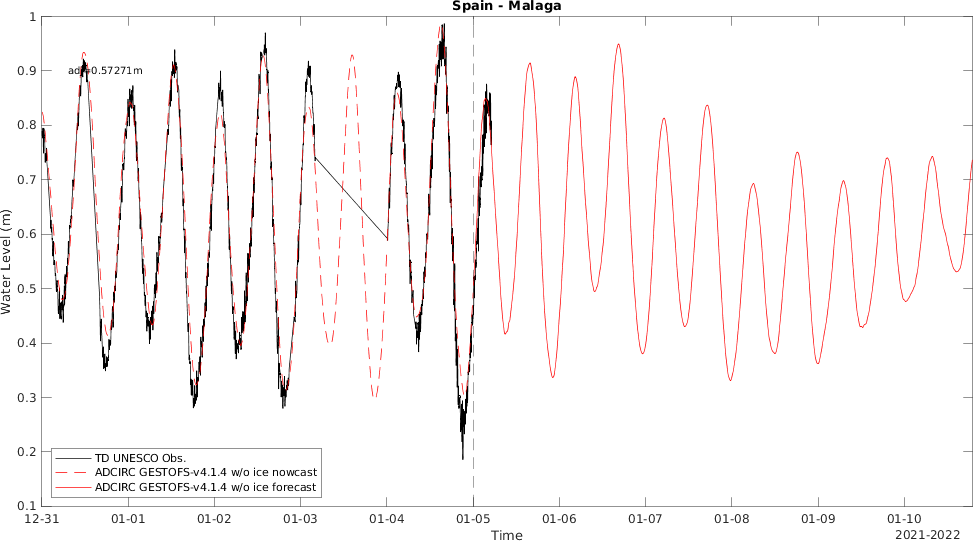 Spain - Malaga
1
0.9
0.8
0.7
0.6
0.5
0.4
0.3
0.2
0.1
Water Level (m)
TD UNESCO Obs.
ADCIRC GESTOFS-v4.1.4 w/o ice nowcast
ADCIRC GESTOFS-v4.1.4 w/o ice forecast
12-31 01-01 01-02 01-03 01-04 01-05 01-06 01-07 01-08 01-09 01-10
Time
2021-2022